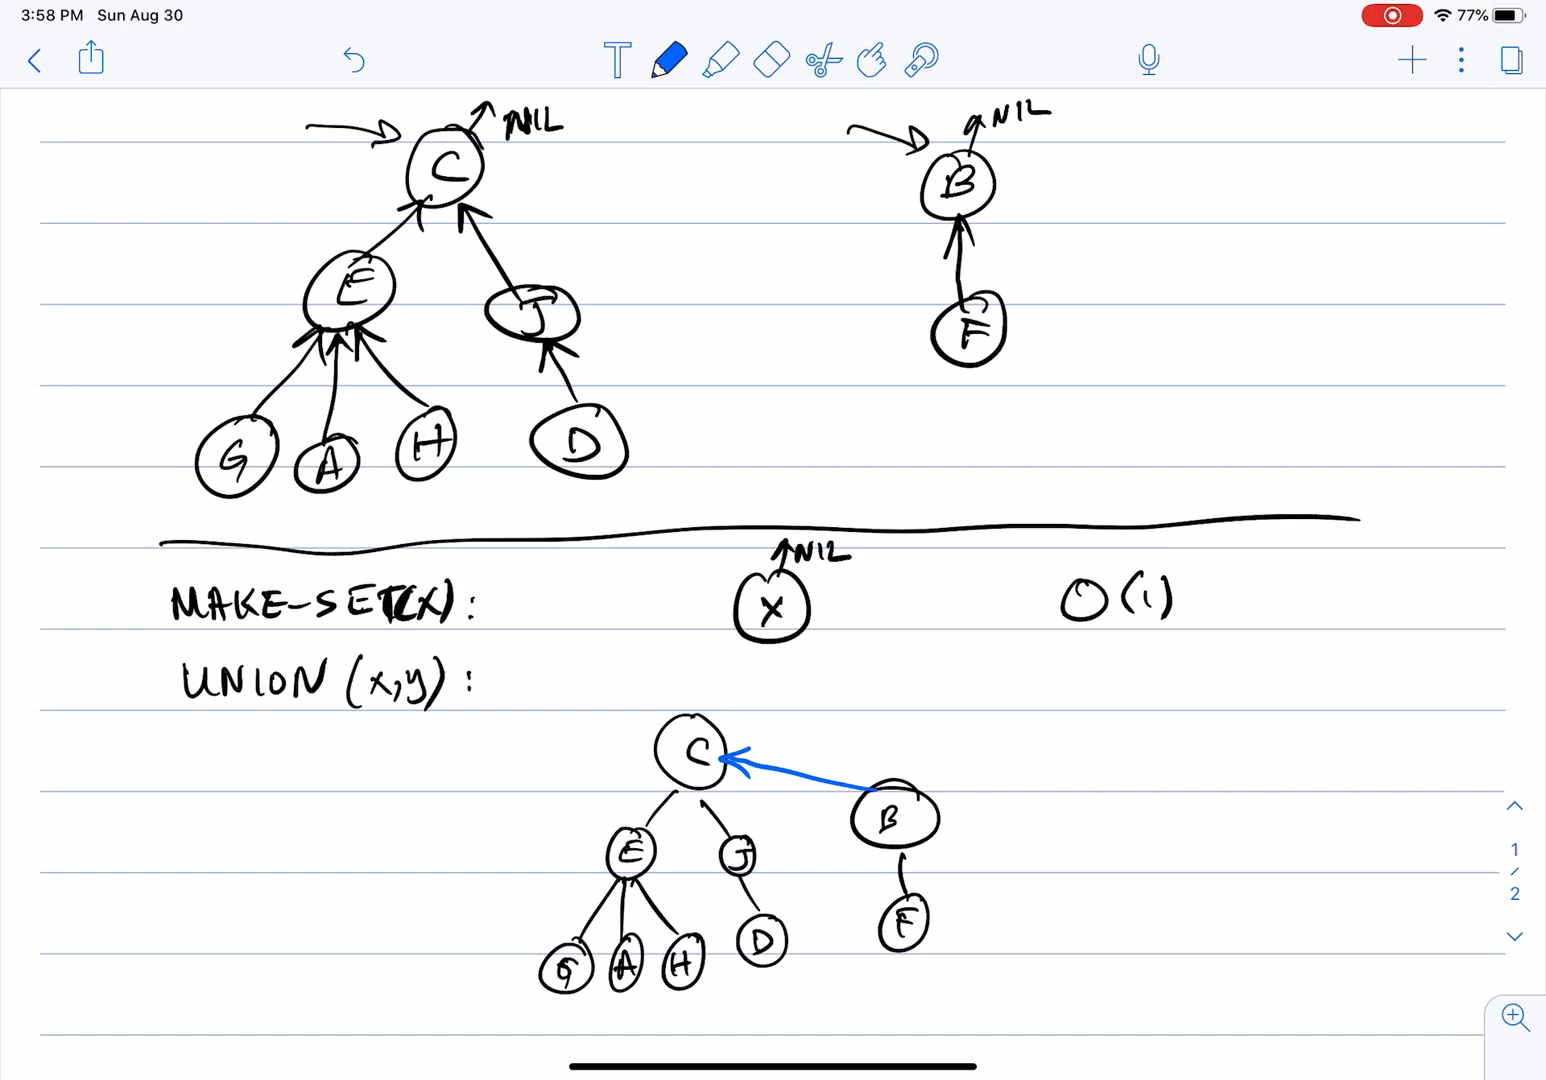 3:58 PM Sun Aug 30 77%
T
NIL NIL
C B
E J F
G A H D
NIL
MAKE-SET(X): X O(1)
UNION (x,y):
C
B
E J
F
G A H D
1
/
2